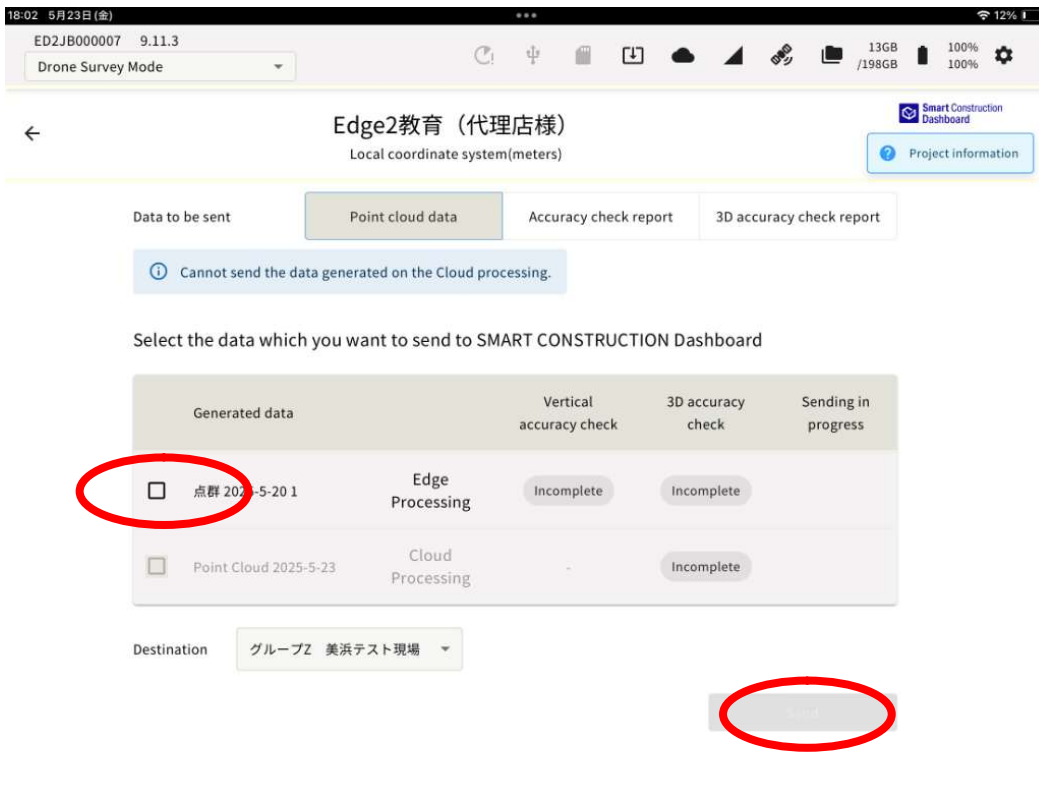 18:02 5月23日(金)
12%
ED2JB000007 9.11.3
Drone Survey Mode
13GB
/198GB
100%
100%
Smart Construction
Dashboard
Edge2教育（代理店様）
Local coordinate system(meters)
Project information
Data to be sent
Point cloud data
Accuracy check report
3D accuracy check report
Cannot send the data generated on the Cloud processing.
Select the data which you want to send to SMART CONSTRUCTION Dashboard
Generated data
Vertical
accuracy check
3D accuracy
check
Sending in
progress
点群 2025-5-20 1
Edge
Processing
Incomplete
Incomplete
Point Cloud 2025-5-23
Cloud
Processing
-
Incomplete
Destination
グループZ 美浜テスト現場
Send